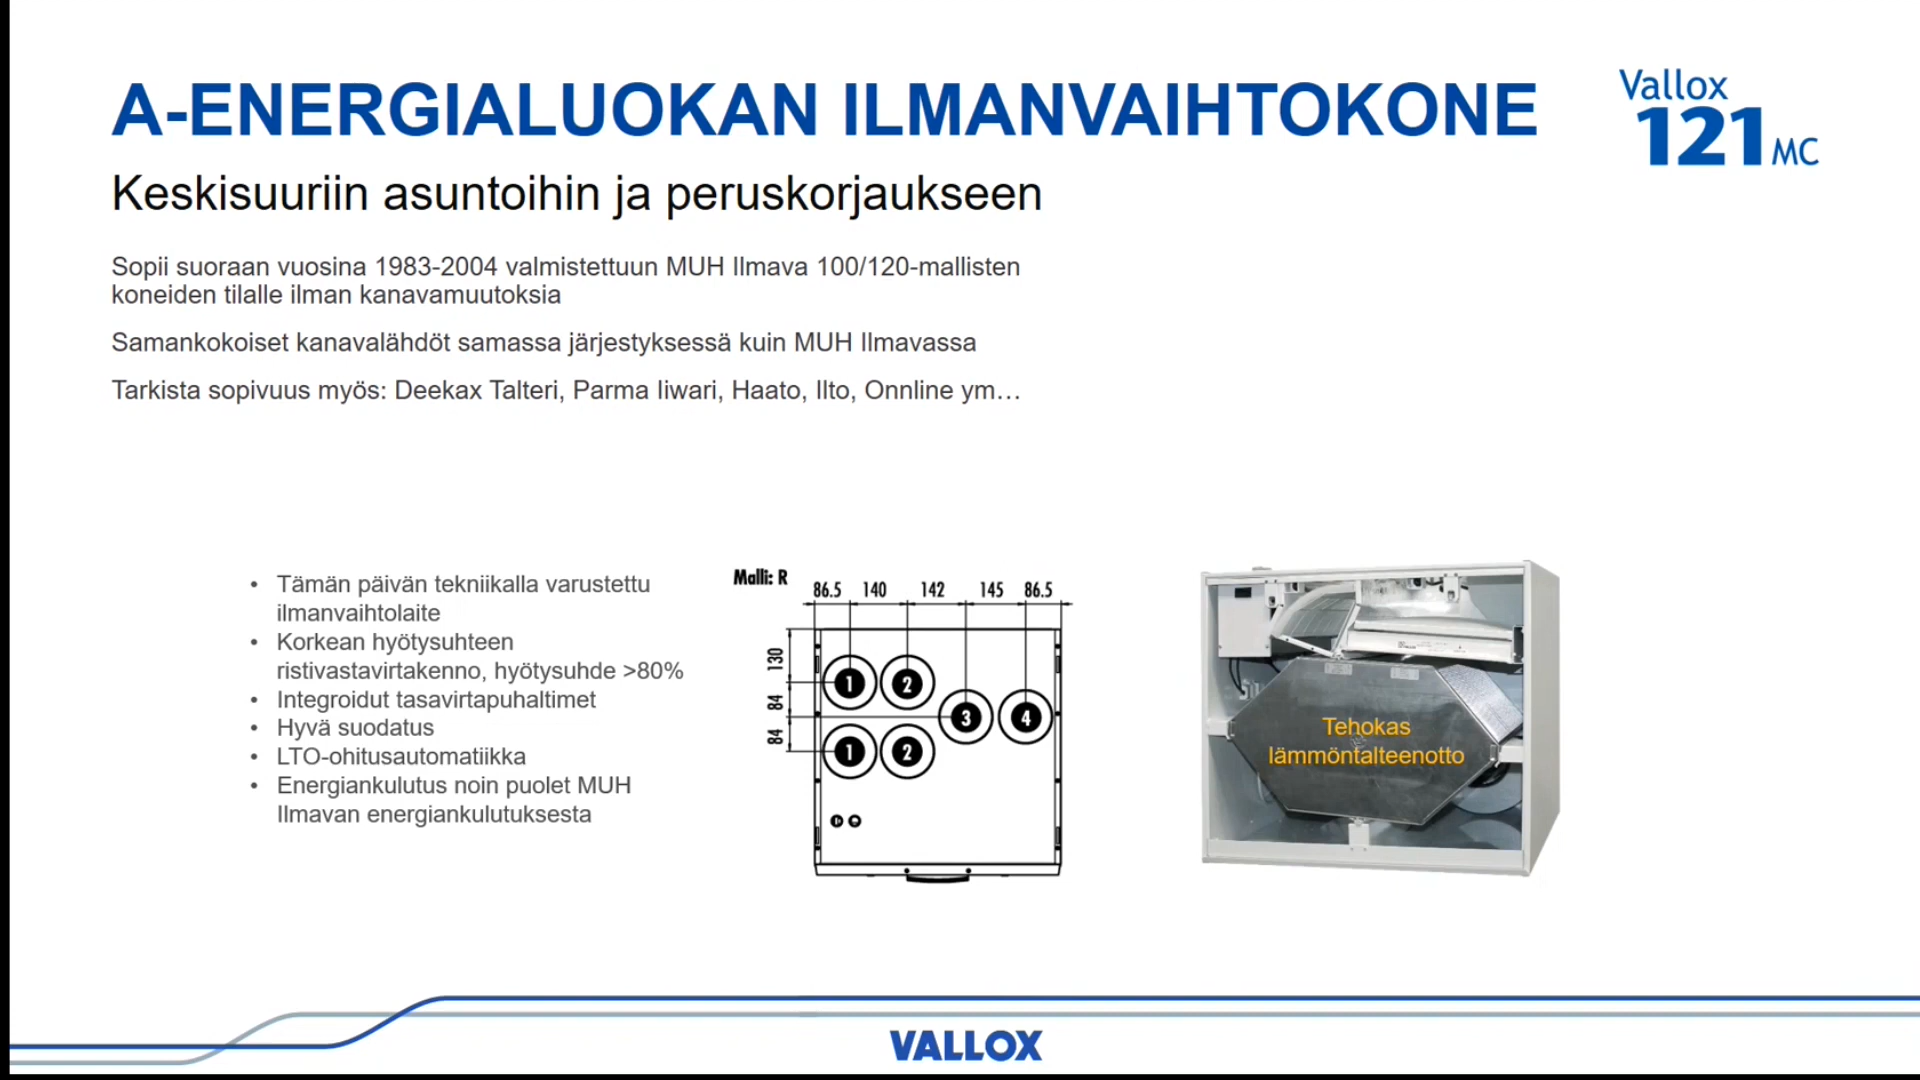 A-ENERGIALUOKAN ILMANVAIHTOKONE
Vallox
121 MC
Keskisuuriin asuntoihin ja peruskorjaukseen
Sopii suoraan vuosina 1983-2004 valmistettuun MUH Ilmava 100/120-mallisten
koneiden tilalle ilman kanavamuutoksia
Samankokoiset kanavalähdöt samassa järjestyksessä kuin MUH Ilmavassa
Tarkista sopivuus myös: Deekax Talteri, Parma Iiwari, Haato, Ilto, Onnline ym…
• Tämän päivän tekniikalla varustettu
ilmanvaihtolaite
• Korkean hyötysuhteen
ristivastavirtakenno, hyötysuhde >80%
• Integroidut tasavirtapuhaltimet
• Hyvä suodatus
• LTO-ohitusautomatiikka
• Energiankulutus noin puolet MUH
Ilmavan energiankulutuksesta
Malli: R
86.5 140 142 145 86.5
130
84
84
1 2
3 4
1 2
Tehokas
lämmöntalteenotto
VALLOX